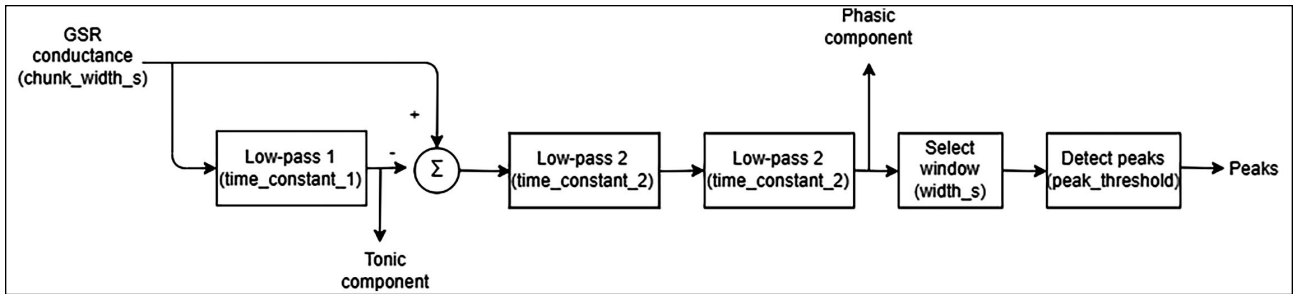 GSR
conductance
(chunk_width_s)
+
-
Σ
Low-pass 1
(time_constant_1)
Tonic
component
Low-pass 2
(time_constant_2)
Low-pass 2
(time_constant_2)
Phasic
component
Select
window
(width_s)
Detect peaks
(peak_threshold)
Peaks